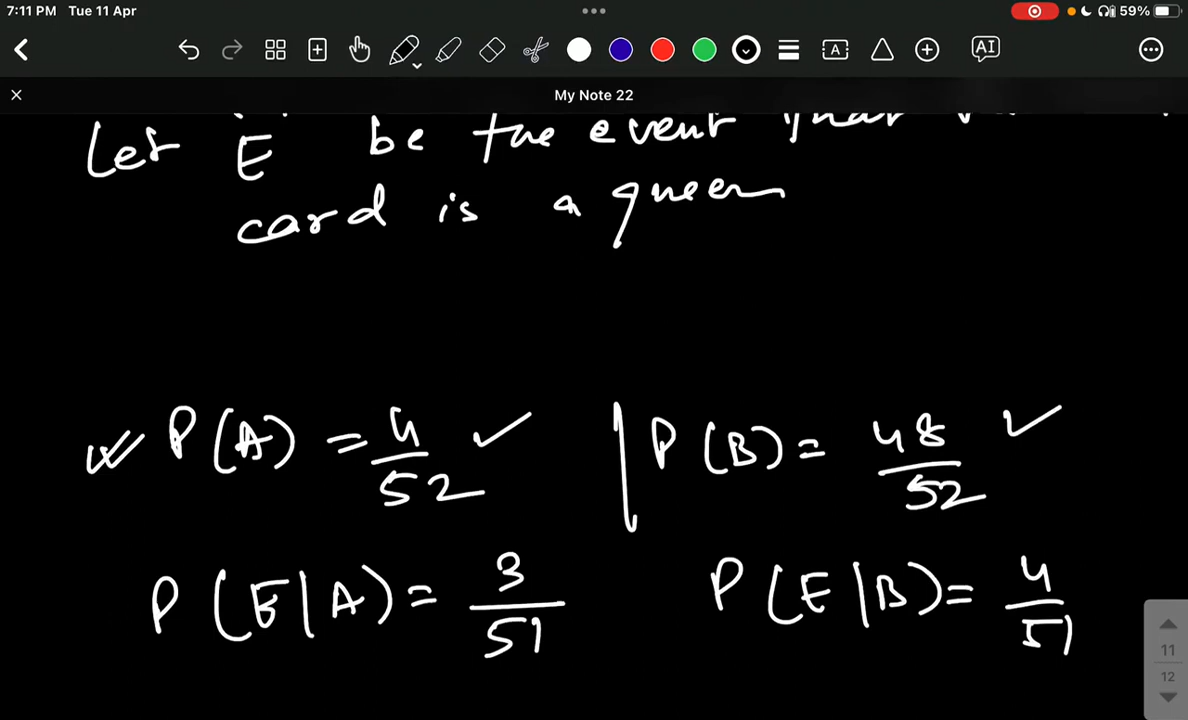 7:11 PM Tue 11 Apr
59%
A
AI
My Note 22
Let E be the event that
card is a queen
P(A) = 4/52 ✓ | P(B) = 48/52 ✓
P(E|A) = 3/51 P(E|B) = 4/51
11
12